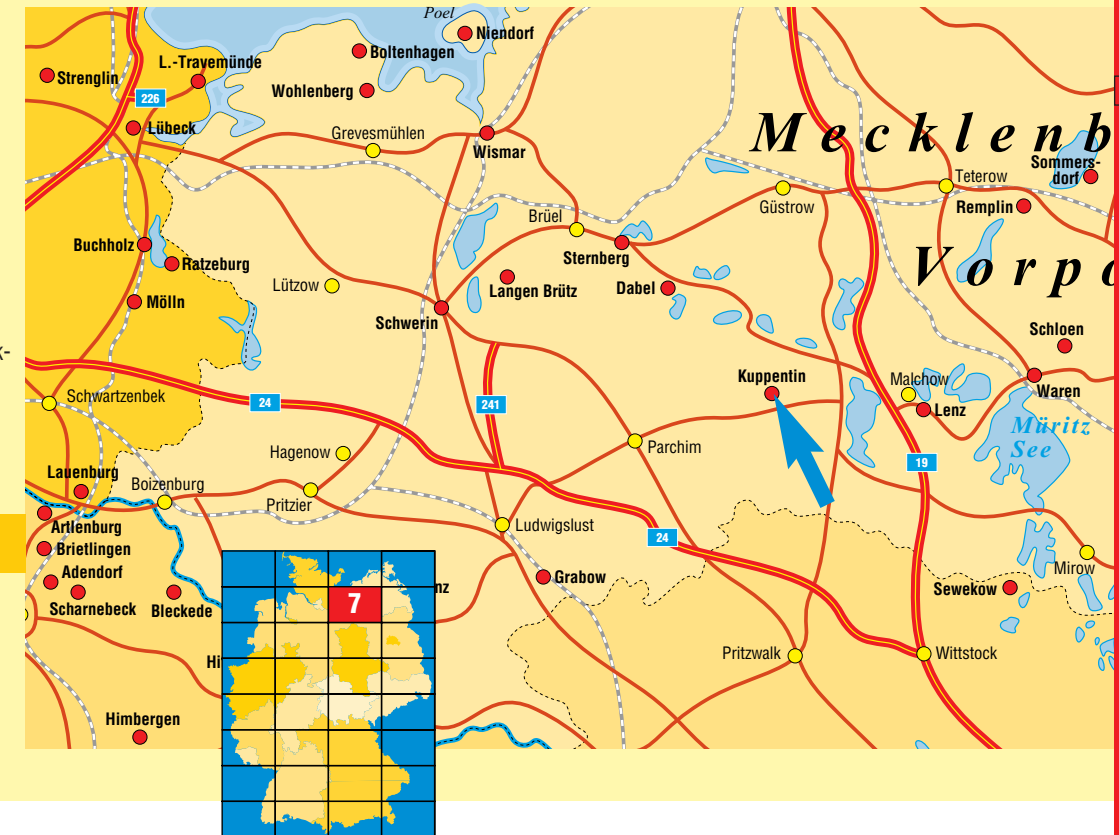 Poel
Niendorf
Boltenhagen
L.-Travemünde
Strenglin
Wohlenberg
226
Lübeck
Grevesmühlen
Wismar
Mecklenb
Sommers-
dorf
Teterow
Remplin
Güstrow
Brüel
Sternberg
Buchholz
Ratzeburg
Vorpo
Lützow
Langen Brütz
Dabel
Mölln
Schwerin
Schloen
k-
Kuppentin
Malchow
Waren
Schwartzenbek
24
241
Lenz
Müritz
See
Parchim
Hagenow
19
Lauenburg
Boizenburg
Pritzier
Artlenburg
Ludwigslust
24
Brietlingen
Adendorf
Grabow
Mirow
Scharnebeck
Bleckede
nz
Sewekow
7
Hi
Pritzwalk
Wittstock
Himbergen